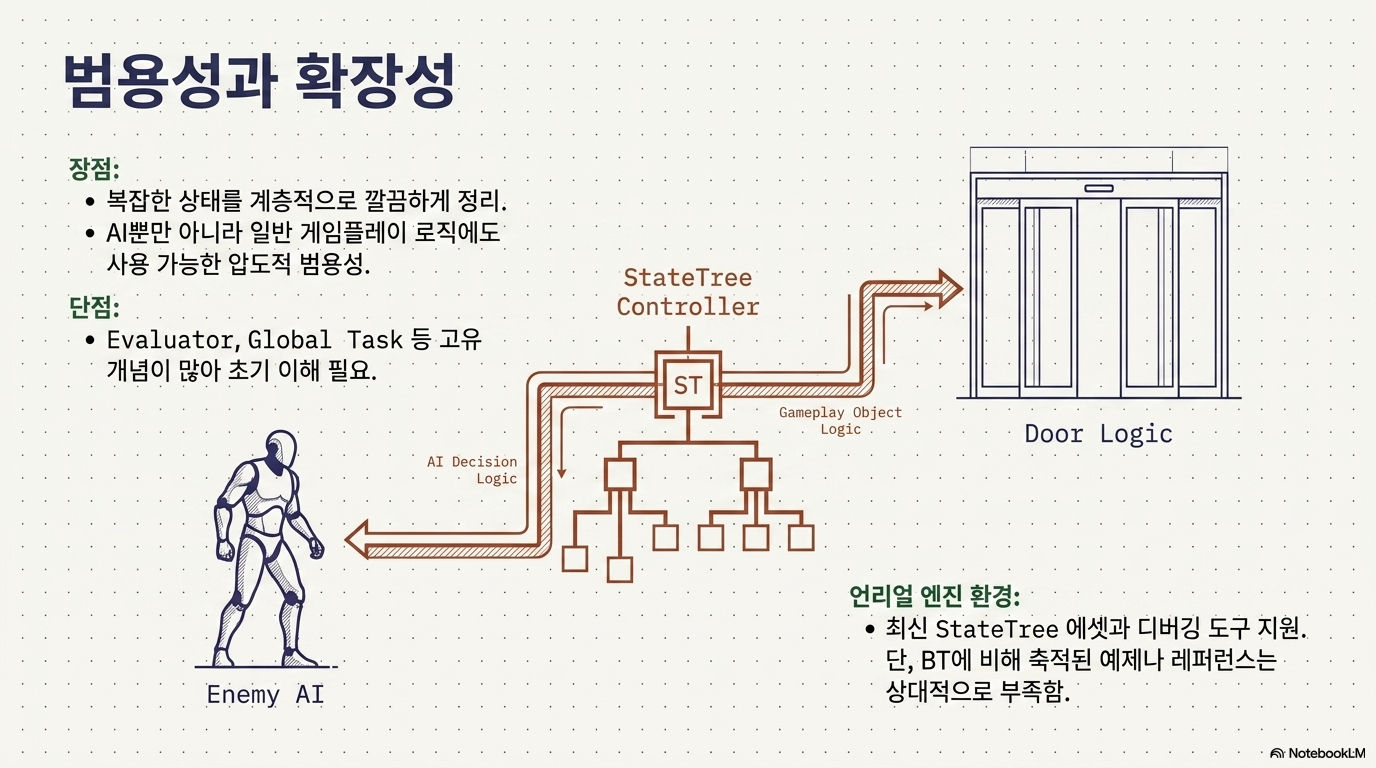 범용성과 확장성
장점:
• 복잡한 상태를 계층적으로 깔끔하게 정리.
• AI뿐만 아니라 일반 게임플레이 로직에도
사용 가능한 압도적 범용성.
단점:
• Evaluator, Global Task 등 고유
개념이 많아 초기 이해 필요.
StateTree
Controller
ST
AI Decision
Logic
Gameplay Object
Logic
Enemy AI
Door Logic
언리얼 엔진 환경:
• 최신 StateTree 에셋과 디버깅 도구 지원.
단, BT에 비해 축적된 예제나 레퍼런스는
상대적으로 부족함.
NotebookLM